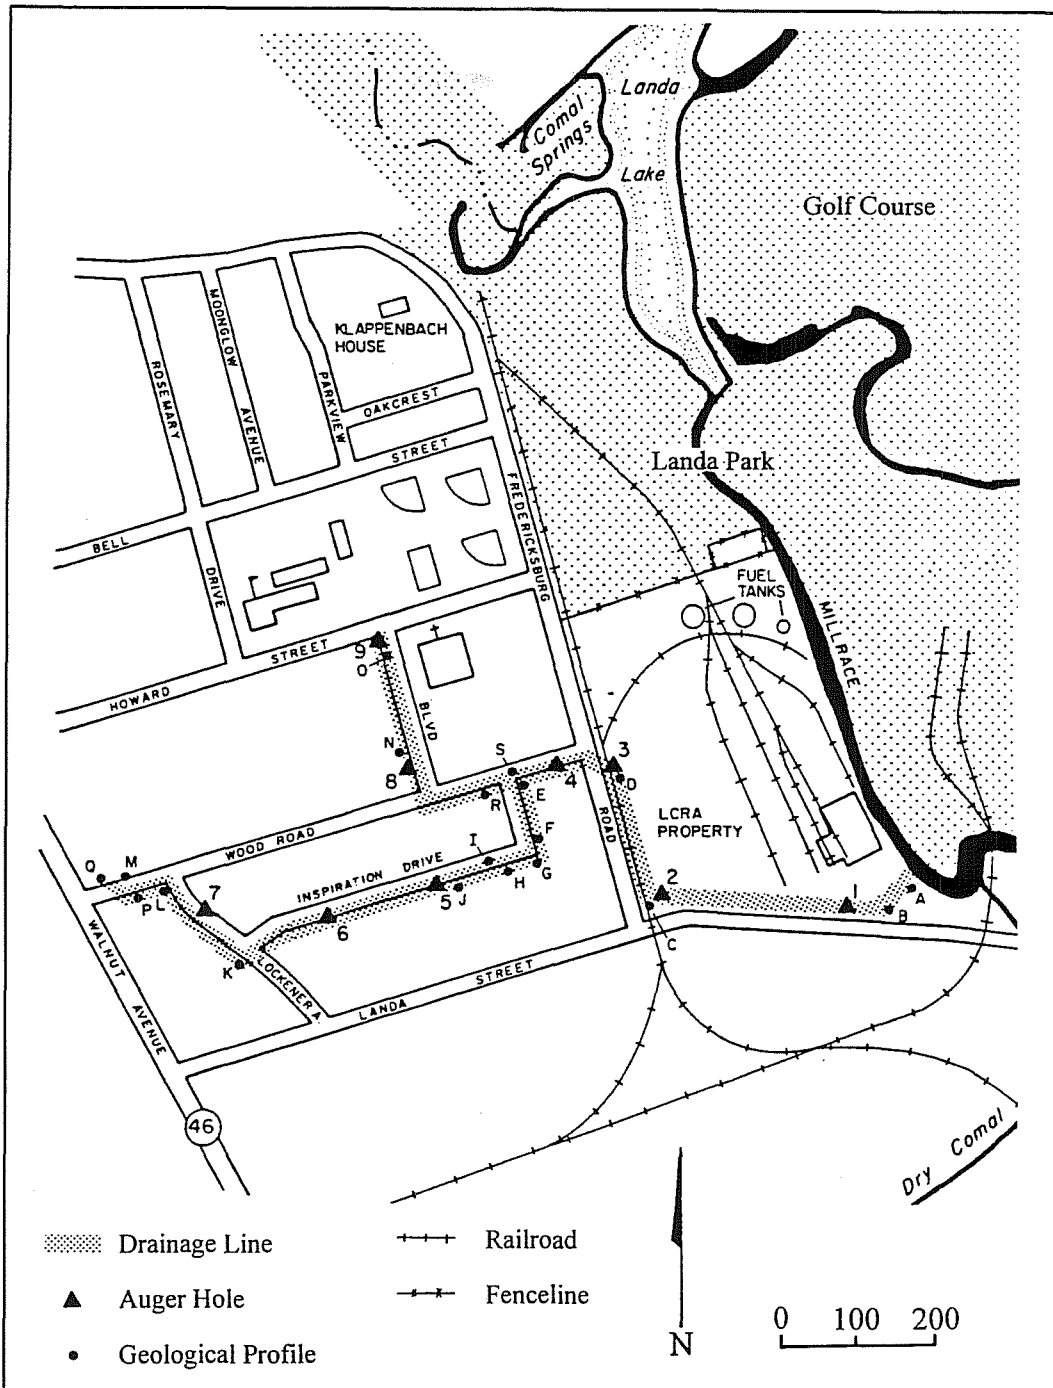 Landa
Comal
Springs
Lake
Golf Course
KLAPPENBACH
HOUSE
MOONGLOW
AVENUE
ROSEMARY
DRIVE
PARKVIEW
OAKCREST
BELL
STREET
FREDERICKSBURG
ROAD
Landa Park
FUEL
TANKS
MILLRACE
HOWARD
STREET
9
O
BLVD
N
8
S
4
3
D
R
E
WOOD ROAD
LCRA
PROPERTY
F
I
G
H
INSPIRATION DRIVE
5
J
Q
M
P
L
7
6
2
1
A
B
C
K
LOCKENER A.
WALNUT
AVENUE
LANDA
STREET
46
Dry Comal
Drainage Line
Railroad
Auger Hole
Fenceline
Geological Profile
N
0 100 200